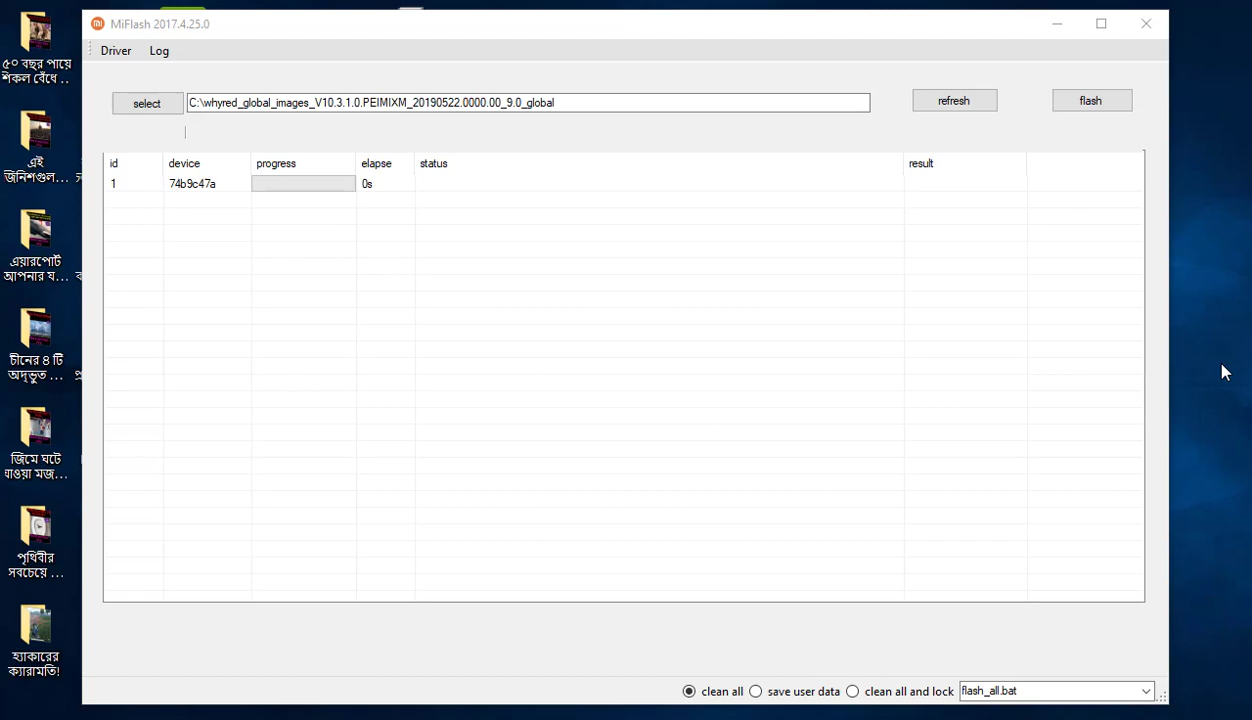 MiFlash 2017.4.25.0
Driver Log
select C:\whyred_global_images_V10.3.1.0.PEIMIXM_20190522.0000.00_9.0_global refresh flash
id device progress elapse status result
1 74b9c47a 0s
clean all save user data clean all and lock flash_all.bat
৫০ বছর পায়ে
শিকল বেঁধে ...
এই
জিনিশগুল...
এয়ারপোর্ট
আপনার য...
চীনের ৪ টি
অদ্ভুত ...
জিমে ঘটে
যাওয়া মজ...
পৃথিবীর
সবচেয়ে ...
হ্যাকারের
ক্যারামতি!